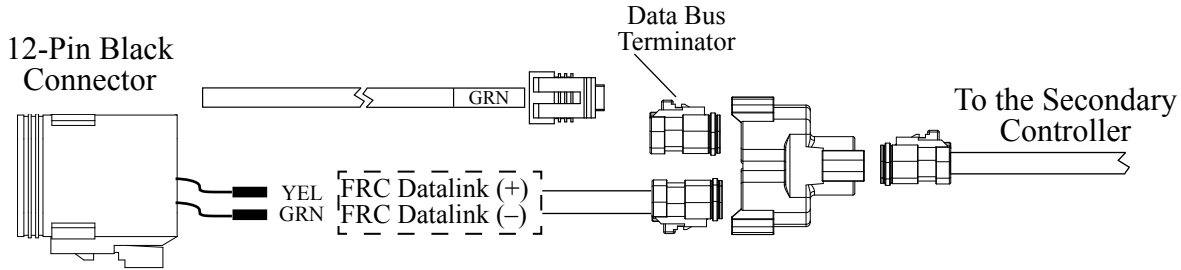 Data Bus
Terminator
12-Pin Black
Connector
GRN
To the Secondary
Controller
YEL FRC Datalink (+)
GRN FRC Datalink (–)